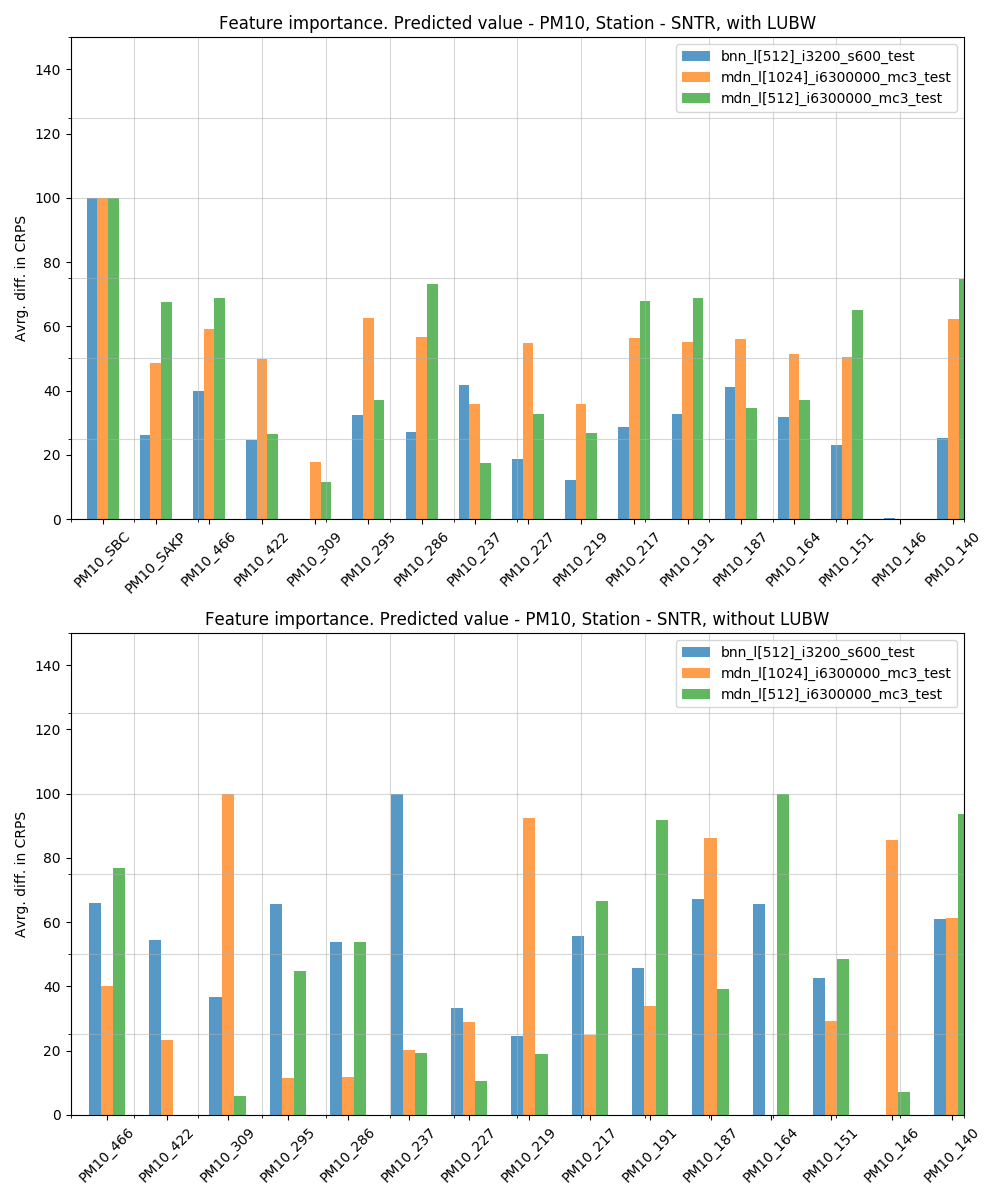 Feature importance. Predicted value - PM10, Station - SNTR, with LUBW
bnn_l[512]_i3200_s600_test
mdn_l[1024]_i6300000_mc3_test
mdn_l[512]_i6300000_mc3_test
Avrg. diff. in CRPS
140
120
100
80
60
40
20
0
PM10_SBC
PM10_SAKP
PM10_466
PM10_422
PM10_309
PM10_295
PM10_286
PM10_237
PM10_227
PM10_219
PM10_217
PM10_191
PM10_187
PM10_164
PM10_151
PM10_146
PM10_140
Feature importance. Predicted value - PM10, Station - SNTR, without LUBW
bnn_l[512]_i3200_s600_test
mdn_l[1024]_i6300000_mc3_test
mdn_l[512]_i6300000_mc3_test
Avrg. diff. in CRPS
140
120
100
80
60
40
20
0
PM10_466
PM10_422
PM10_309
PM10_295
PM10_286
PM10_237
PM10_227
PM10_219
PM10_217
PM10_191
PM10_187
PM10_164
PM10_151
PM10_146
PM10_140